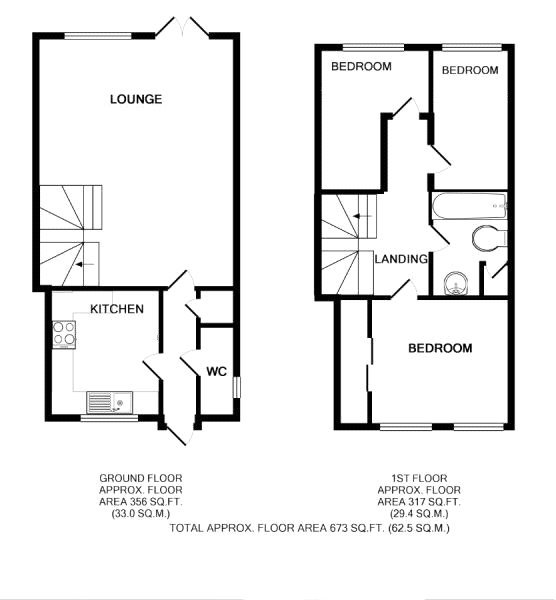 LOUNGE
KITCHEN
WC
BEDROOM
BEDROOM
LANDING
BEDROOM
GROUND FLOOR
APPROX. FLOOR
AREA 356 SQ.FT.
(33.0 SQ.M.)
1ST FLOOR
APPROX. FLOOR
AREA 317 SQ.FT.
(29.4 SQ.M.)
TOTAL APPROX. FLOOR AREA 673 SQ.FT. (62.5 SQ.M.)